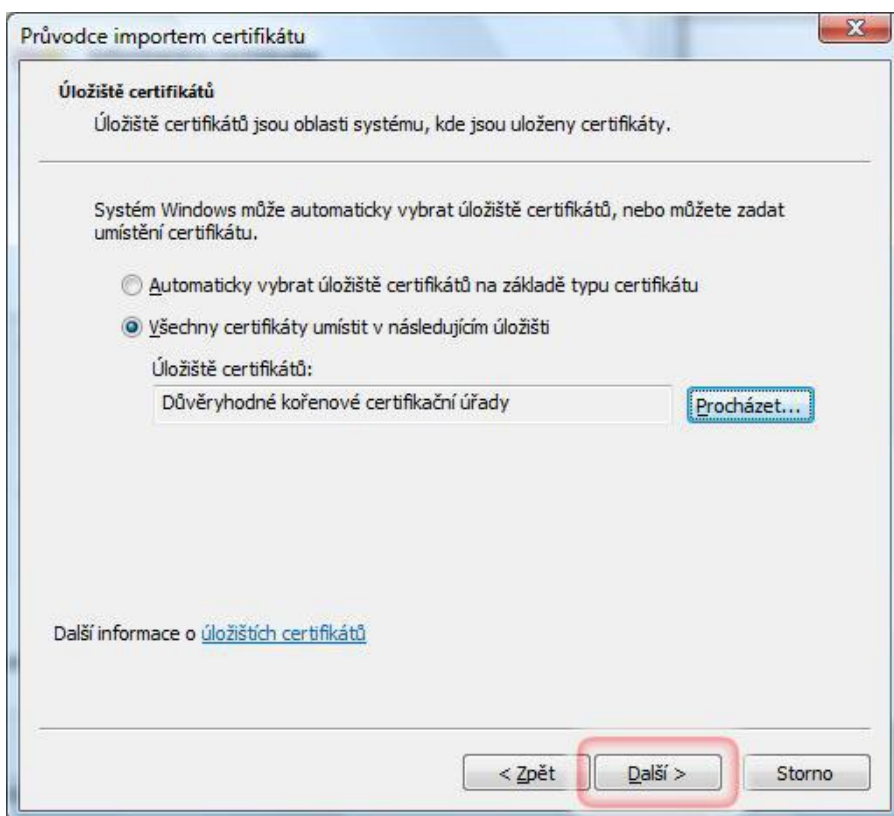 Průvodce importem certifikátu
Úložiště certifikátů
Úložiště certifikátů jsou oblasti systému, kde jsou uloženy certifikáty.
Systém Windows může automaticky vybrat úložiště certifikátů, nebo můžete zadat
umístění certifikátu.
Automaticky vybrat úložiště certifikátů na základě typu certifikátu
Všechny certifikáty umístit v následujícím úložišti
Úložiště certifikátů:
Důvěryhodné kořenové certifikační úřady
Procházet...
Další informace o úložištích certifikátů
< Zpět
Další >
Storno